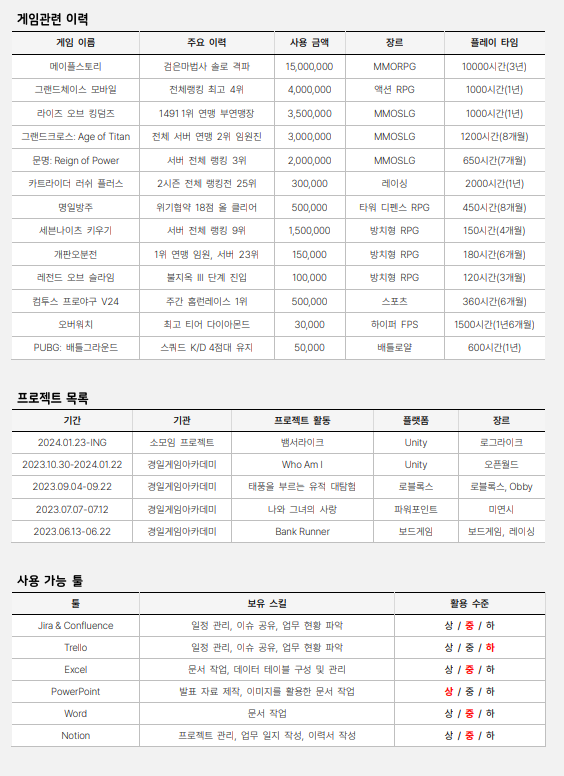 게임관련 이력
게임 이름 주요 이력 사용 금액 장르 플레이 타임
메이플스토리 검은마법사 솔로 격파 15,000,000 MMORPG 10000시간(3년)
그랜드체이스 모바일 전체랭킹 최고 4위 4,000,000 액션 RPG 1000시간(1년)
라이즈 오브 킹덤즈 1491 1위 연맹 부연맹장 3,500,000 MMOSLG 1000시간(1년)
그랜드크로스: Age of Titan 전체 서버 연맹 2위 임원진 3,000,000 MMOSLG 1200시간(8개월)
문명: Reign of Power 서버 전체 랭킹 3위 2,000,000 MMOSLG 650시간(7개월)
카트라이더 러쉬 플러스 2시즌 전체 랭킹전 25위 300,000 레이싱 2000시간(1년)
명일방주 위기협약 18점 올 클리어 500,000 타워 디펜스 RPG 450시간(8개월)
세븐나이츠 키우기 서버 전체 랭킹 9위 1,500,000 방치형 RPG 150시간(4개월)
개판오분전 1위 연맹 임원, 서버 23위 150,000 방치형 RPG 180시간(6개월)
레전드 오브 슬라임 불지옥 III 단계 진입 100,000 방치형 RPG 120시간(3개월)
컴투스 프로야구 V24 주간 홈런레이스 1위 500,000 스포츠 360시간(6개월)
오버워치 최고 티어 다이아몬드 30,000 하이퍼 FPS 1500시간(1년6개월)
PUBG: 배틀그라운드 스쿼드 K/D 4점대 유지 50,000 배틀로얄 600시간(1년)
프로젝트 목록
기간 기관 프로젝트 활동 플랫폼 장르
2024.01.23-ING 소모임 프로젝트 뱀서라이크 Unity 로그라이크
2023.10.30-2024.01.22 경일게임아카데미 Who Am I Unity 오픈월드
2023.09.04-09.22 경일게임아카데미 태풍을 부르는 유적 대탐험 로블록스 로블록스, Obby
2023.07.07-07.12 경일게임아카데미 나와 그녀의 사랑 파워포인트 미연시
2023.06.13-06.22 경일게임아카데미 Bank Runner 보드게임 보드게임, 레이싱
사용 가능 툴
툴 보유 스킬 활용 수준
Jira & Confluence 일정 관리, 이슈 공유, 업무 현황 파악 상 / 중 / 하
Trello 일정 관리, 이슈 공유, 업무 현황 파악 상 / 중 / 하
Excel 문서 작업, 데이터 테이블 구성 및 관리 상 / 중 / 하
PowerPoint 발표 자료 제작, 이미지를 활용한 문서 작업 상 / 중 / 하
Word 문서 작업 상 / 중 / 하
Notion 프로젝트 관리, 업무 일지 작성, 이력서 작성 상 / 중 / 하